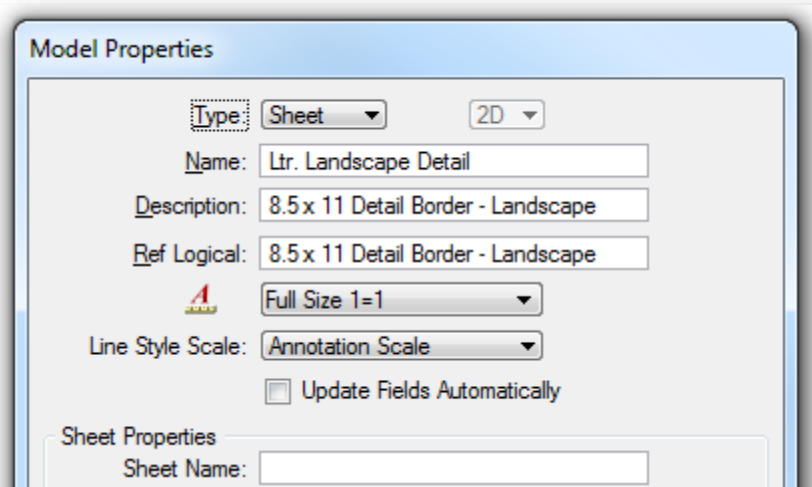 Model Properties
Type: Sheet 2D
Name: Ltr. Landscape Detail
Description: 8.5 x 11 Detail Border - Landscape
Ref Logical: 8.5 x 11 Detail Border - Landscape
A Full Size 1=1
Line Style Scale: Annotation Scale
Update Fields Automatically
Sheet Properties
Sheet Name: